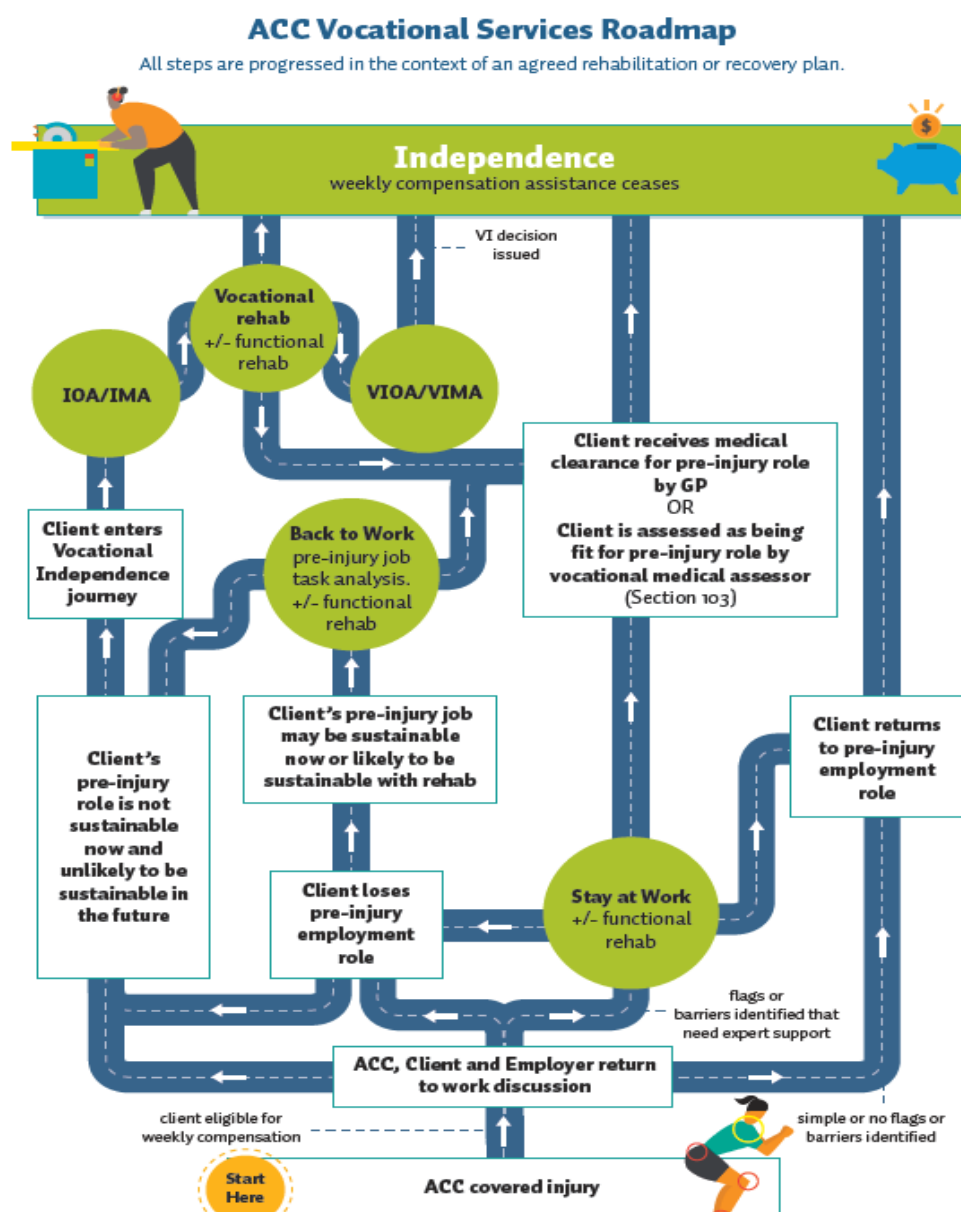 ACC Vocational Services Roadmap
All steps are progressed in the context of an agreed rehabilitation or recovery plan.
$
Independence
weekly compensation assistance ceases
VI decision
issued
Vocational
rehab
+/- functional
rehab
IOA/IMA
VIOA/VIMA
Client receives medical
clearance for pre-injury role
by GP
OR
Client is assessed as being
fit for pre-injury role by
vocational medical assessor
(Section 103)
Client enters
Vocational
Independence
journey
Back to Work
pre-injury job
task analysis.
+/- functional
rehab
Client's
pre-injury
role is not
sustainable
now and
unlikely to be
sustainable in
the future
Client's pre-injury job
may be sustainable
now or likely to be
sustainable with rehab
Client returns
to pre-injury
employment
role
Client loses
pre-injury
employment
role
Stay at Work
+/- functional
rehab
flags or
barriers identified that
need expert support
ACC, Client and Employer return
to work discussion
client eligible for
weekly compensation
simple or no flags or
barriers identified
Start
Here
ACC covered injury